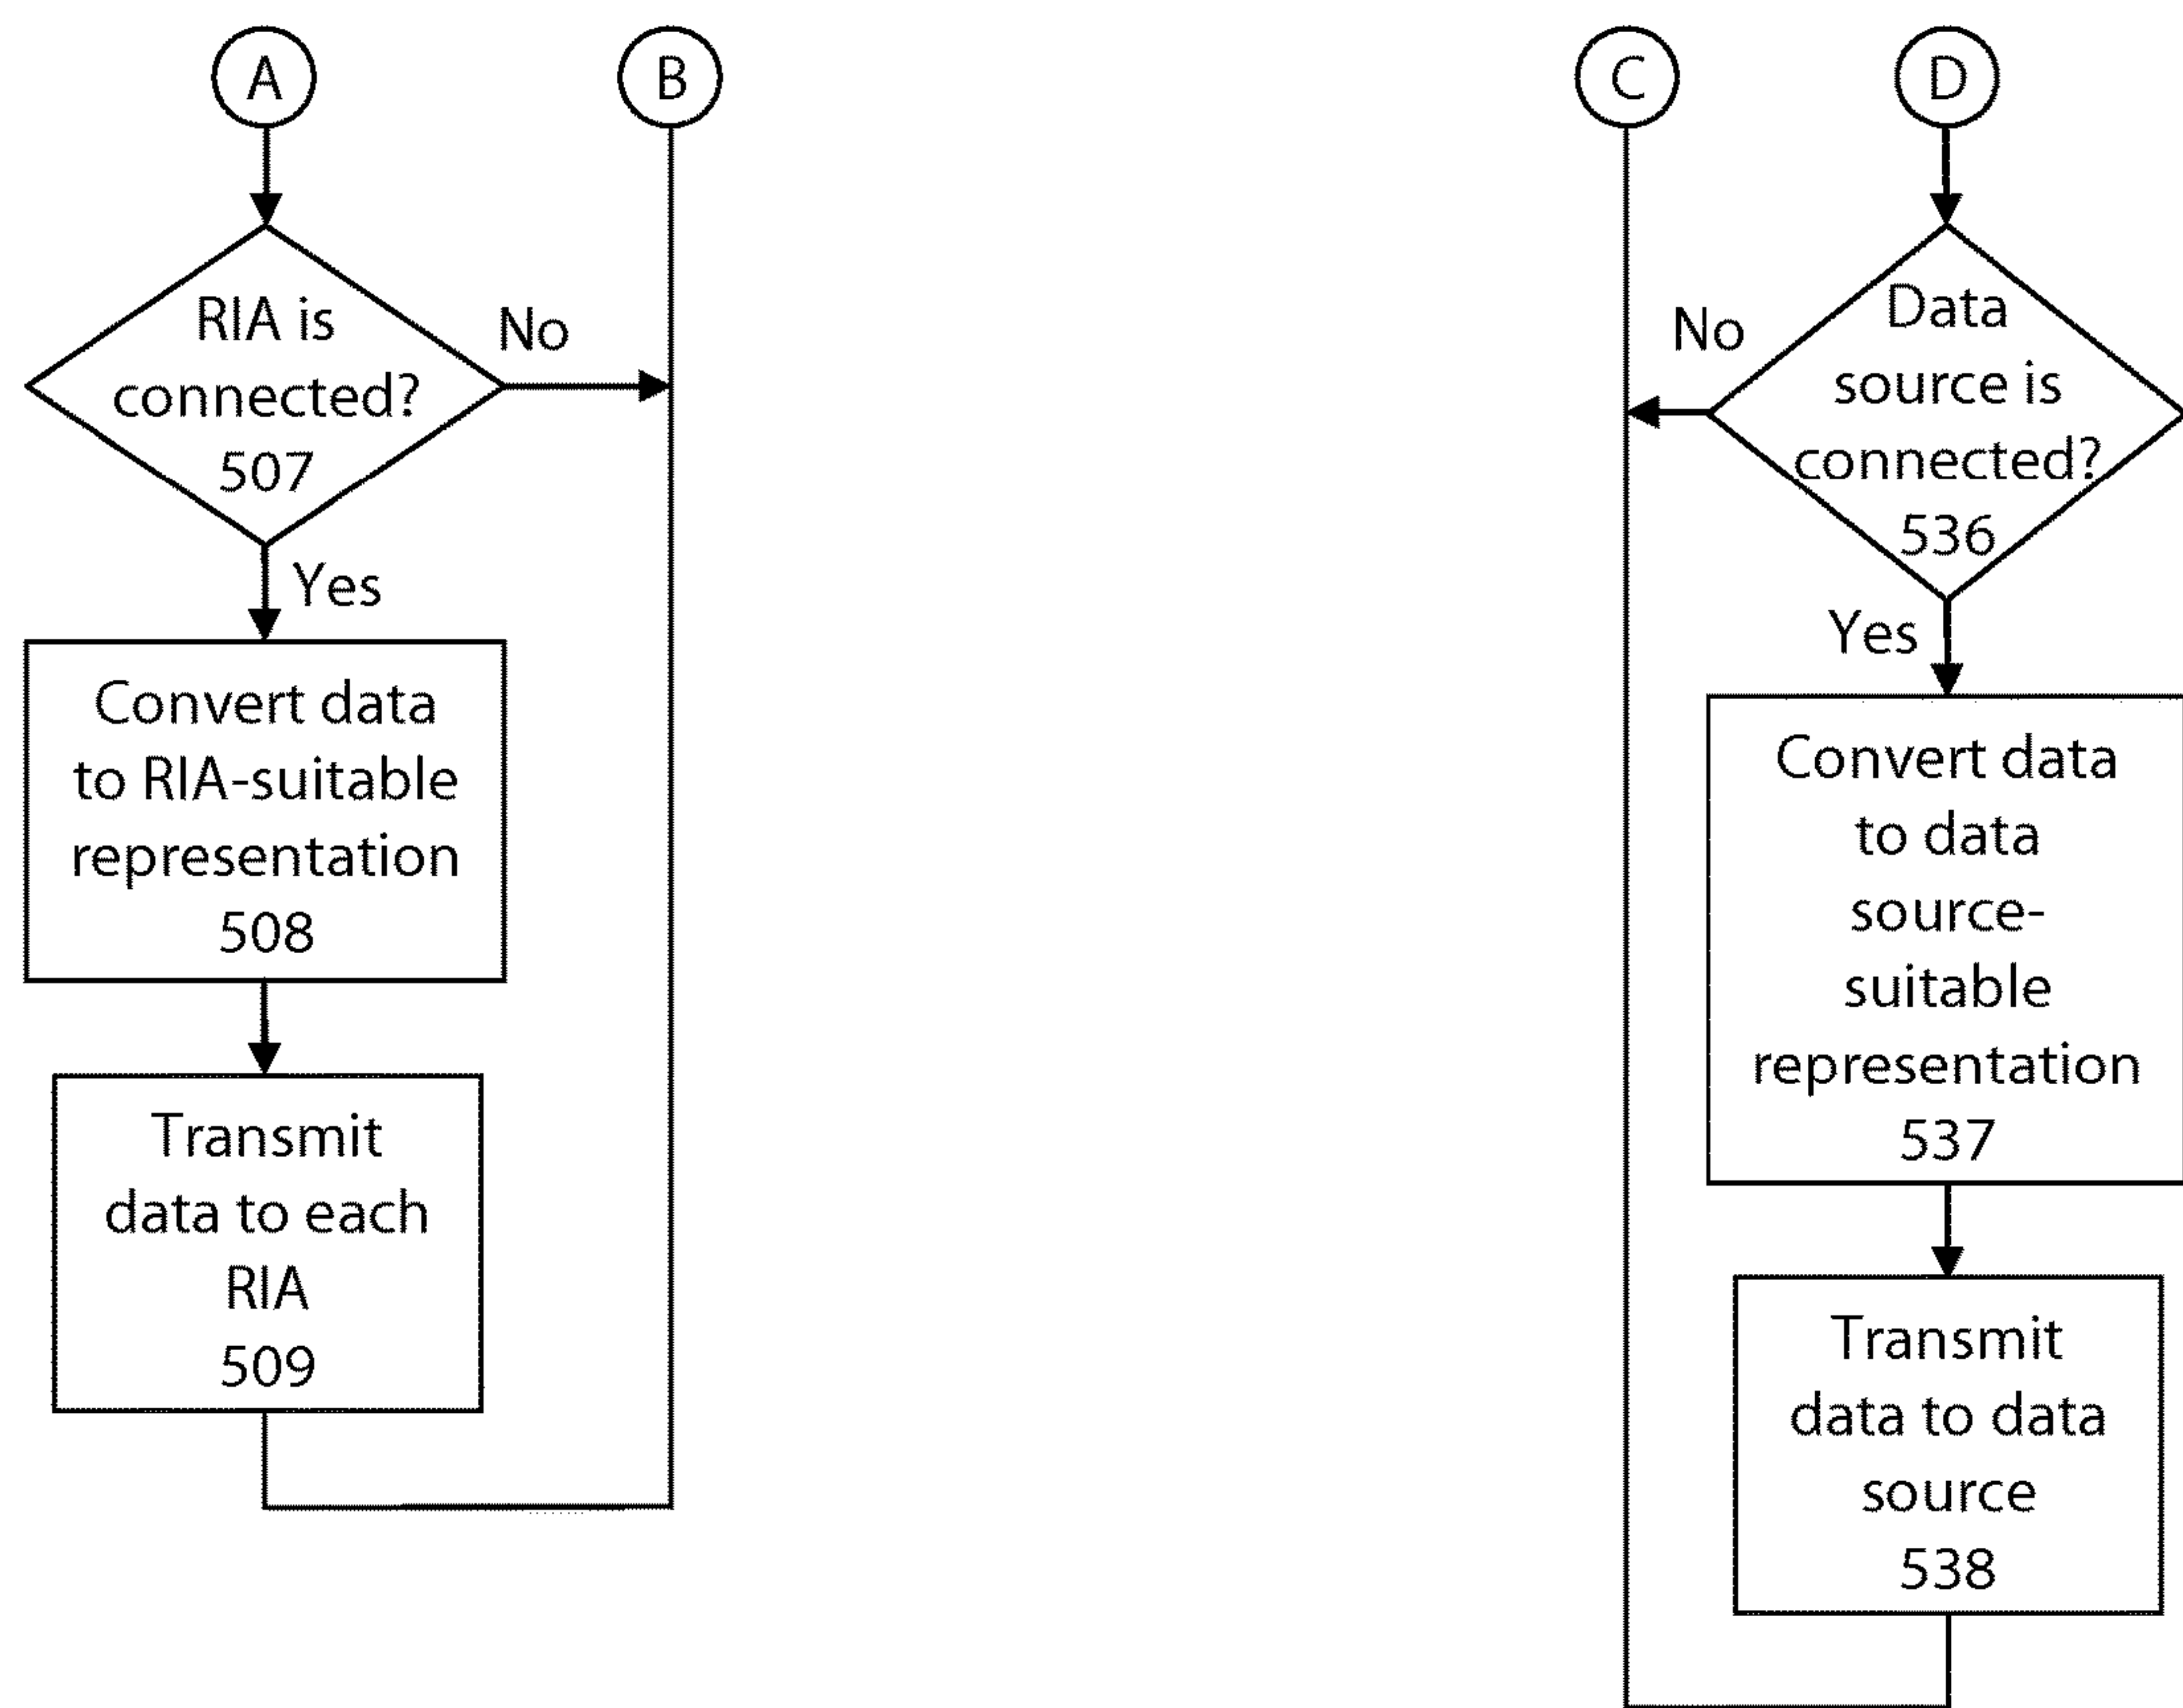 A
B
RIA is
connected?
507
No
Yes
Convert data
to RIA-suitable
representation
508
Transmit
data to each
RIA
509
C
D
Data
source is
connected?
536
No
Yes
Convert data
to data
source-
suitable
representation
537
Transmit
data to data
source
538